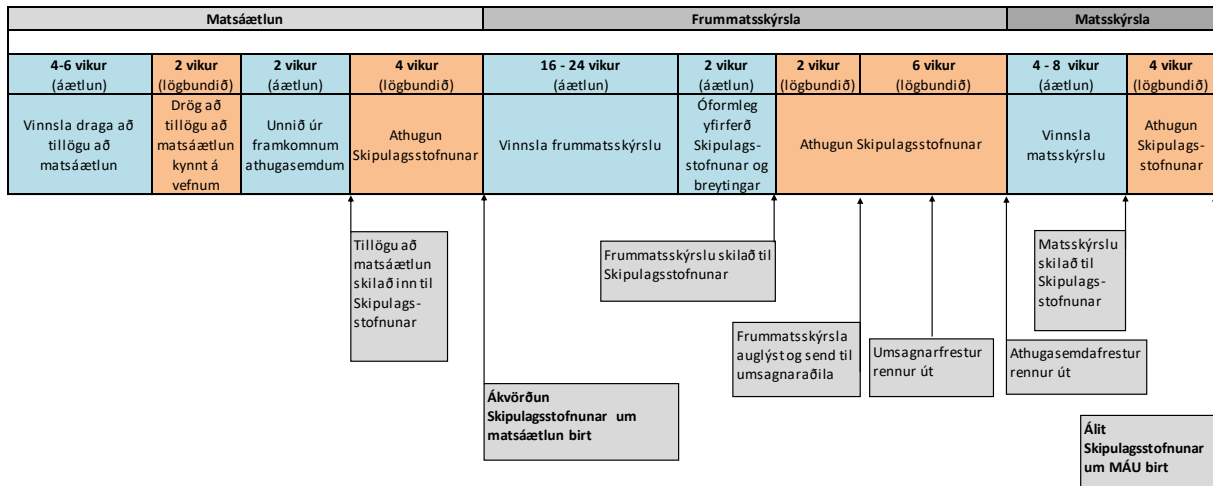 Matsáætlun
Frummatsskýrsla
Matsskýrsla
4-6 vikur
(áætlun)
2 vikur
(lögbundið)
2 vikur
(áætlun)
4 vikur
(lögbundið)
16 - 24 vikur
(áætlun)
2 vikur
(áætlun)
2 vikur
(lögbundið)
6 vikur
(lögbundið)
4 - 8 vikur
(áætlun)
4 vikur
(lögbundið)
Vinnsla draga að
tillögu að
matsáætlun
Drög að
tillögu að
matsáætlun
kynnt á
vefnum
Unnið úr
framkomnum
athugasemdum
Athugun
Skipulagsstofnunar
Vinnsla frummatsskýrslu
Óformleg
yfirferð
Skipulags-
stofnunar og
breytingar
Athugun Skipulagsstofnunar
Vinnsla
matsskýrslu
Athugun
Skipulags-
stofnunar
Tillögu að
matsáætlun
skilað inn til
Skipulags-
stofnunar
Frummatsskýrslu skilað til
Skipulagsstofnunar
Matsskýrslu
skilað til
Skipulags-
stofnunar
Frummatsskýrsla
auglýst og send til
umsagnaraðila
Umsagnarfrestur
rennur út
Athugasemdafrestur
rennur út
Ákvörðun
Skipulagsstofnunar um
matsáætlun birt
Álit
Skipulagsstofnunar
um MÁU birt